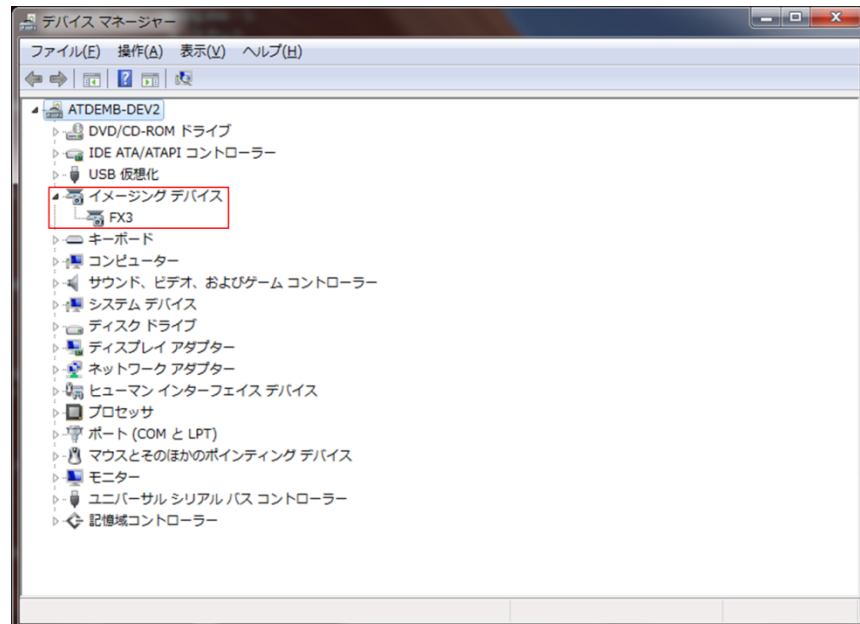 デバイス マネージャー
ファイル(F) 操作(A) 表示(V) ヘルプ(H)
ATDEMB-DEV2
DVD/CD-ROM ドライブ
IDE ATA/ATAPI コントローラー
USB 仮想化
イメージング デバイス
FX3
キーボード
コンピューター
サウンド、ビデオ、およびゲーム コントローラー
システム デバイス
ディスク ドライブ
ディスプレイ アダプター
ネットワーク アダプター
ヒューマン インターフェイス デバイス
プロセッサ
ポート (COM と LPT)
マウスとそのほかのポインティング デバイス
モニター
ユニバーサル シリアル バス コントローラー
記憶域コントローラー